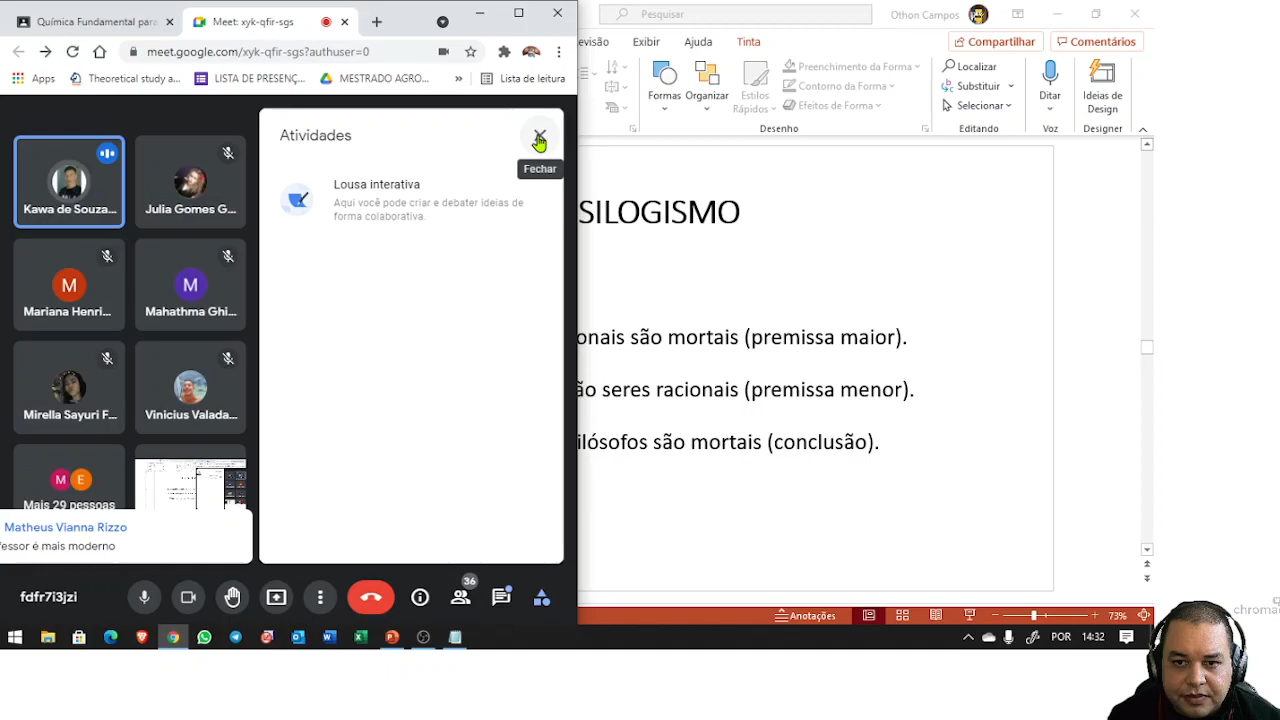 Química Fundamental para
Meet: xyk-qfir-sgs
meet.google.com/xyk-qfir-sgs?authuser=0
Apps
Theoretical study a...
LISTA DE PRESENÇ...
MESTRADO AGRO...
»
Lista de leitura
Pesquisar
Othon Campos
evisão
Exibir
Ajuda
Tinta
Compartilhar
Comentários
Formas
Organizar
Estilos
Rápidos
Preenchimento da Forma
Contorno da Forma
Efeitos de Forma
Localizar
Substituir
Selecionar
Ditar
Ideias de
Design
Desenho
Editando
Voz
Designer
Atividades
Fechar
Lousa interativa
Aqui você pode criar e debater ideias de
forma colaborativa.
Kawa de Souza...
Julia Gomes G...
M
Mariana Henri...
M
Mahathma Ghi...
Mirella Sayuri F...
Vinicius Valada...
M E
Mais 29 pessoas
Matheus Vianna Rizzo
fessor é mais moderno
SILOGISMO
onais são mortais (premissa maior).
ão seres racionais (premissa menor).
ilósofos são mortais (conclusão).
fdfr7i3jzi
36
Anotações
73%
POR
14:32
chroma